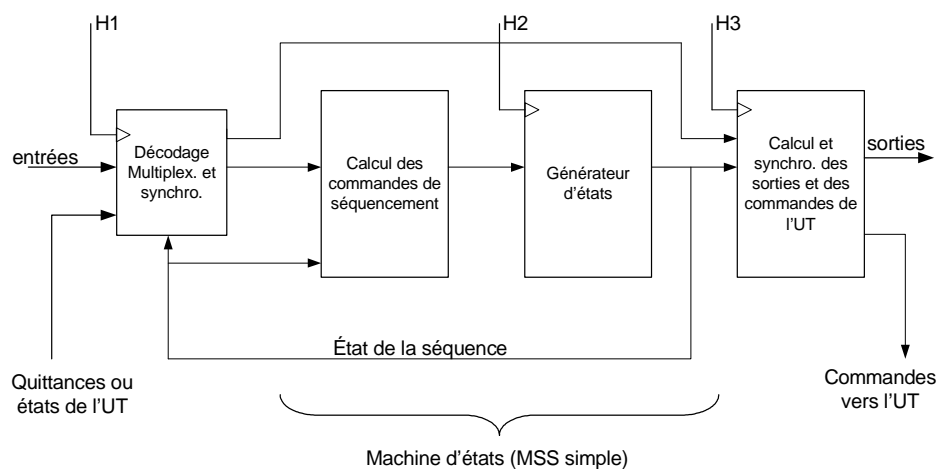 H1
H2
H3
entrées
Décodage
Multiplex. et
synchro.
Calcul des
commandes de
séquencement
Générateur
d'états
Calcul et
synchro. des
sorties et des
commandes de
l'UT
sorties
État de la séquence
Quittances ou
états de l'UT
Commandes
vers l'UT
Machine d'états (MSS simple)